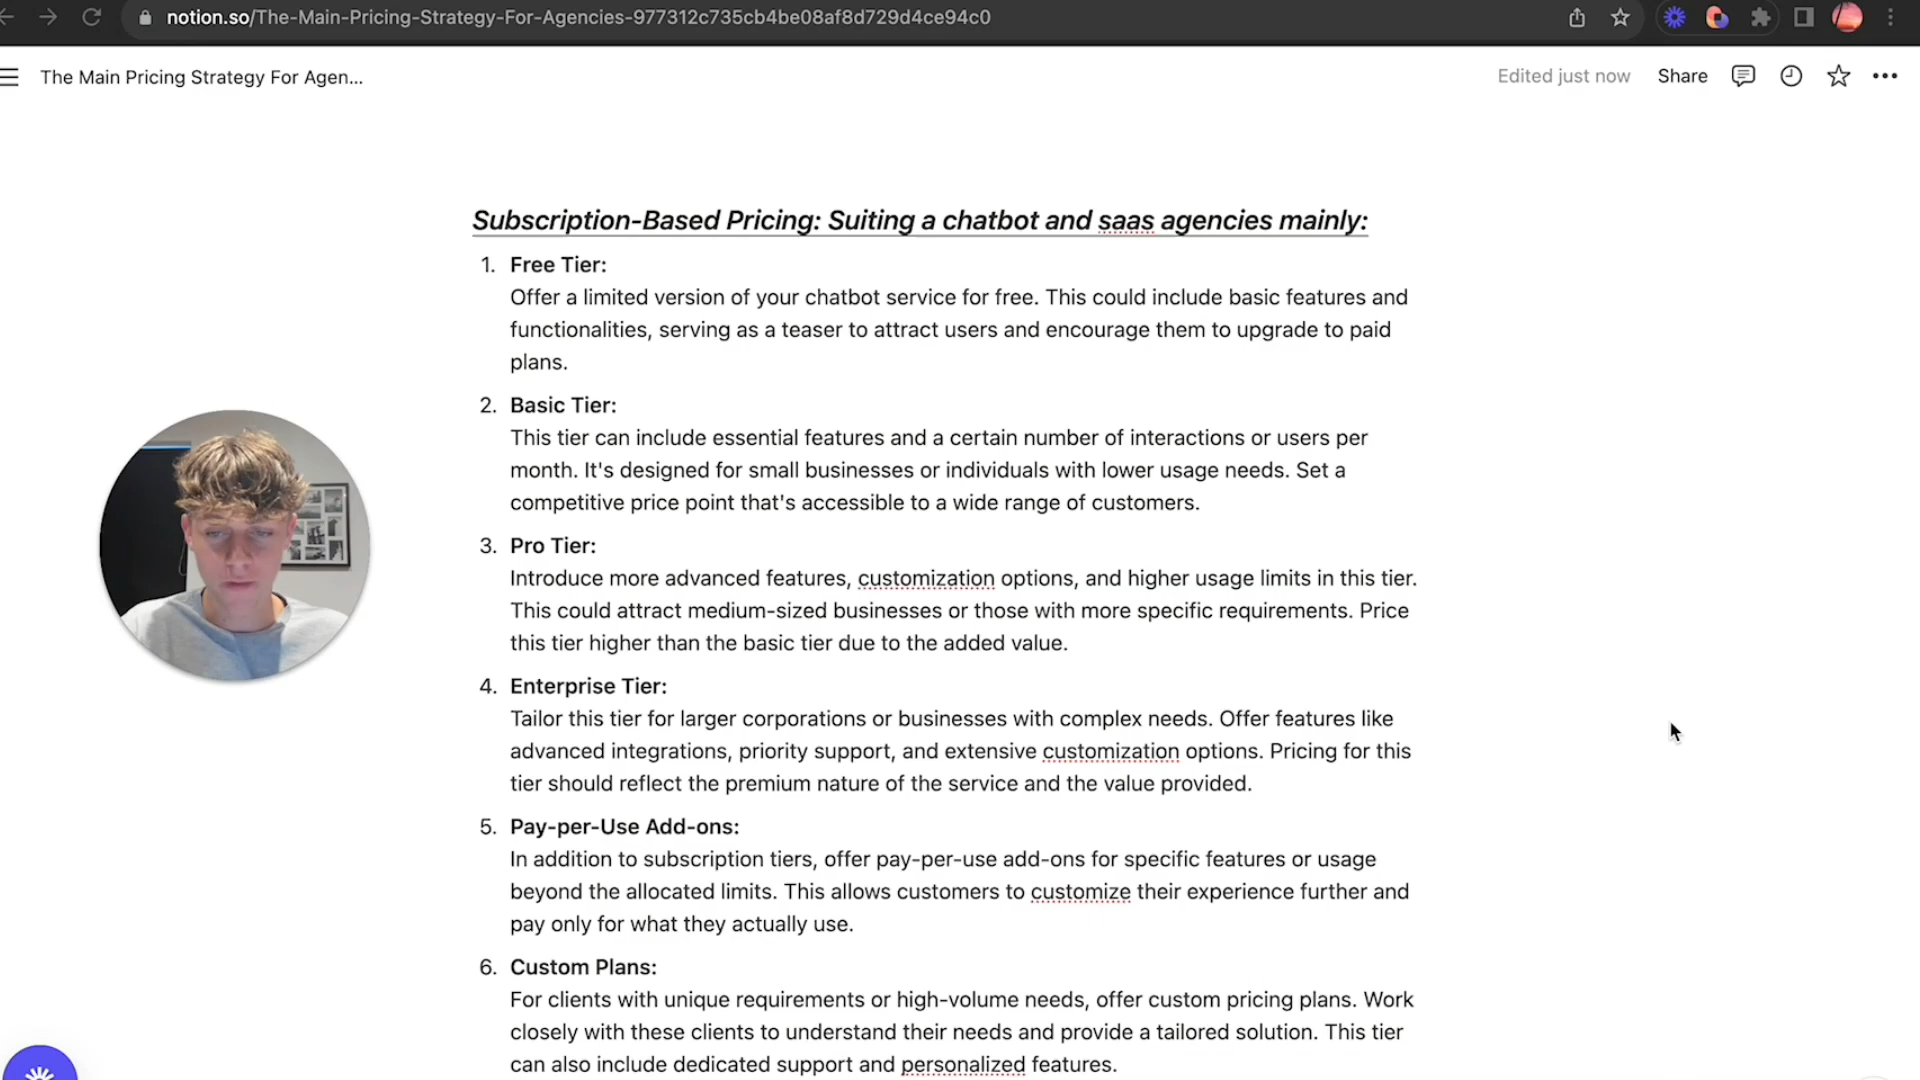 notion.so/The-Main-Pricing-Strategy-For-Agencies-977312c735cb4be08af8d729d4ce94c0
The Main Pricing Strategy For Agen...
Edited just now
Share
Subscription-Based Pricing: Suiting a chatbot and saas agencies mainly:
1. Free Tier:
Offer a limited version of your chatbot service for free. This could include basic features and
functionalities, serving as a teaser to attract users and encourage them to upgrade to paid
plans.
2. Basic Tier:
This tier can include essential features and a certain number of interactions or users per
month. It's designed for small businesses or individuals with lower usage needs. Set a
competitive price point that's accessible to a wide range of customers.
3. Pro Tier:
Introduce more advanced features, customization options, and higher usage limits in this tier.
This could attract medium-sized businesses or those with more specific requirements. Price
this tier higher than the basic tier due to the added value.
4. Enterprise Tier:
Tailor this tier for larger corporations or businesses with complex needs. Offer features like
advanced integrations, priority support, and extensive customization options. Pricing for this
tier should reflect the premium nature of the service and the value provided.
5. Pay-per-Use Add-ons:
In addition to subscription tiers, offer pay-per-use add-ons for specific features or usage
beyond the allocated limits. This allows customers to customize their experience further and
pay only for what they actually use.
6. Custom Plans:
For clients with unique requirements or high-volume needs, offer custom pricing plans. Work
closely with these clients to understand their needs and provide a tailored solution. This tier
can also include dedicated support and personalized features.